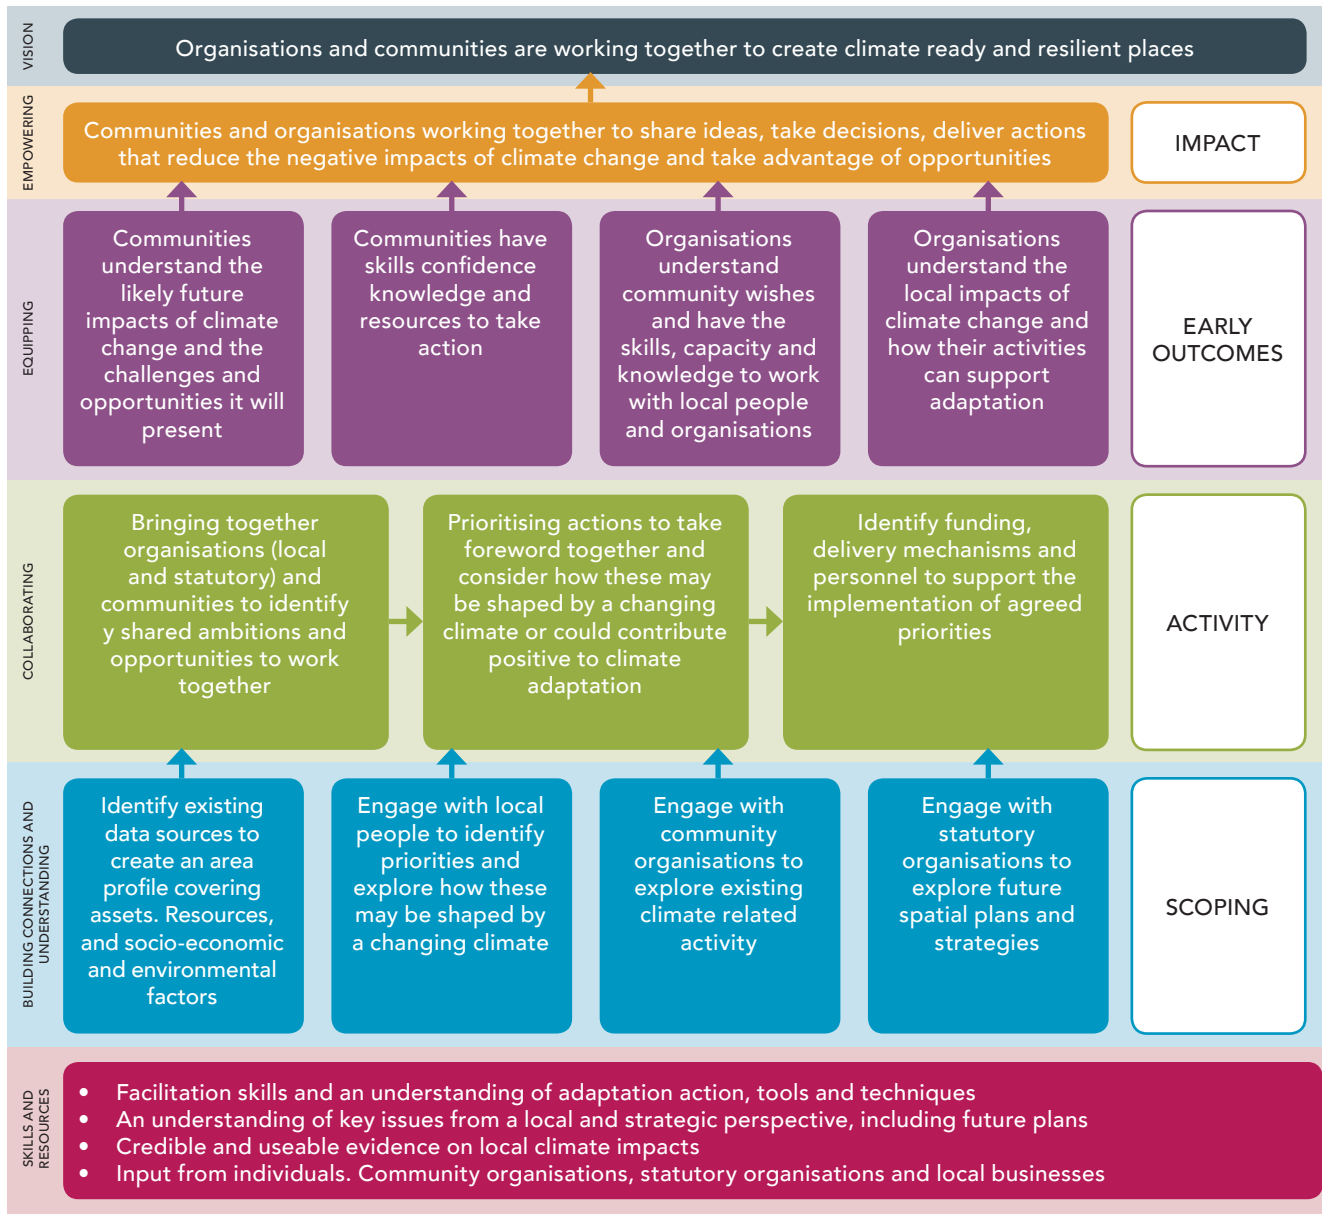 VISION
Organisations and communities are working together to create climate ready and resilient places
EMPOWERING
Communities and organisations working together to share ideas, take decisions, deliver actions
that reduce the negative impacts of climate change and take advantage of opportunities
IMPACT
EQUIPPING
Communities
understand the
likely future
impacts of climate
change and the
challenges and
opportunities it will
present
Communities have
skills confidence
knowledge and
resources to take
action
Organisations
understand
community wishes
and have the
skills, capacity and
knowledge to work
with local people
and organisations
Organisations
understand the
local impacts of
climate change and
how their activities
can support
adaptation
EARLY
OUTCOMES
COLLABORATING
Bringing together
organisations (local
and statutory) and
communities to identify
y shared ambitions and
opportunities to work
together
Prioritising actions to take
foreword together and
consider how these may
be shaped by a changing
climate or could contribute
positive to climate
adaptation
Identify funding,
delivery mechanisms and
personnel to support the
implementation of agreed
priorities
ACTIVITY
BUILDING CONNECTIONS AND
UNDERSTANDING
Identify existing
data sources to
create an area
profile covering
assets. Resources,
and socio-economic
and environmental
factors
Engage with local
people to identify
priorities and
explore how these
may be shaped by
a changing climate
Engage with
community
organisations to
explore existing
climate related
activity
Engage with
statutory
organisations to
explore future
spatial plans and
strategies
SCOPING
SKILLS AND
RESOURCES
• Facilitation skills and an understanding of adaptation action, tools and techniques
• An understanding of key issues from a local and strategic perspective, including future plans
• Credible and useable evidence on local climate impacts
• Input from individuals. Community organisations, statutory organisations and local businesses